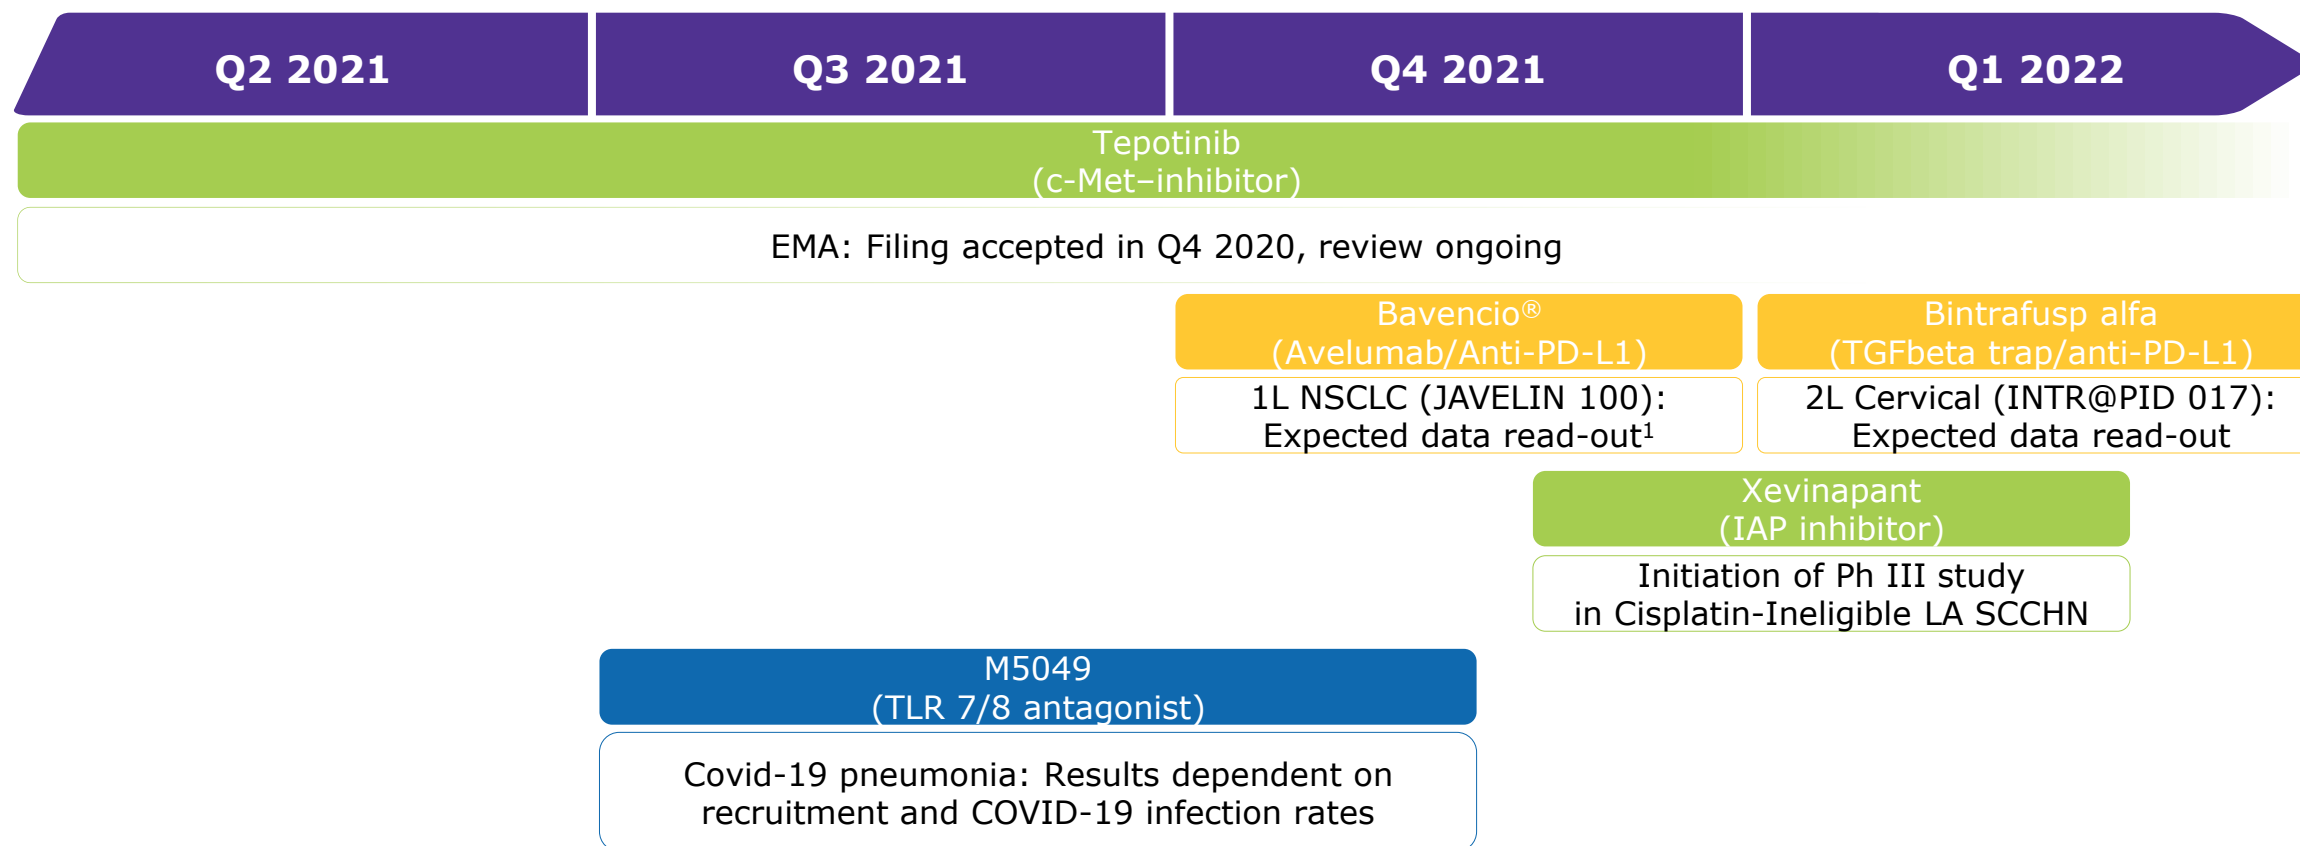 Q2 2021
Q3 2021
Q4 2021
Q1 2022
Tepotinib
(c-Met–inhibitor)
EMA: Filing accepted in Q4 2020, review ongoing
Bavencio®
(Avelumab/Anti-PD-L1)
1L NSCLC (JAVELIN 100):
Expected data read-out¹
Bintrafusp alfa
(TGFbeta trap/anti-PD-L1)
2L Cervical (INTR@PID 017):
Expected data read-out
Xevinapant
(IAP inhibitor)
Initiation of Ph III study
in Cisplatin-Ineligible LA SCCHN
M5049
(TLR 7/8 antagonist)
Covid-19 pneumonia: Results dependent on
recruitment and COVID-19 infection rates